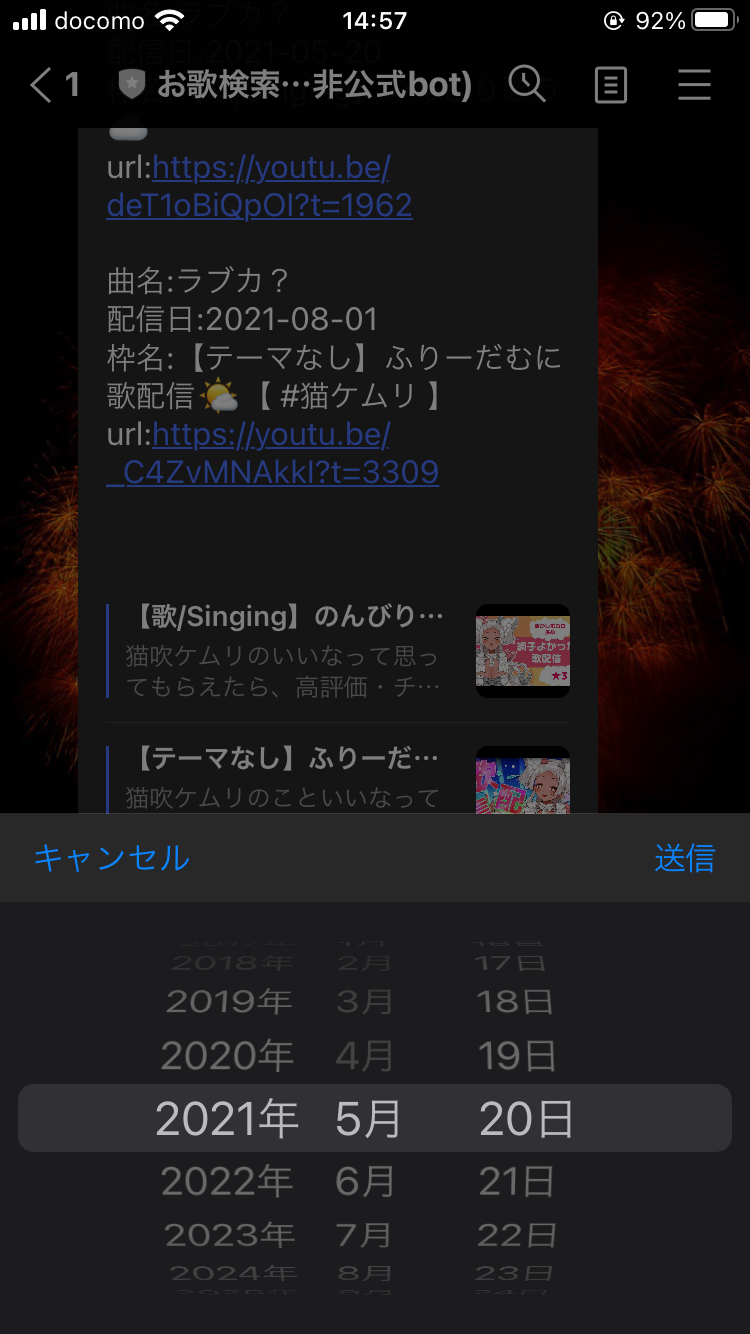 docomo 14:57 92%
曲名:ラブカ？
配信日:2021-05-20
1 お歌検索…非公式bot)
url:https://youtu.be/
deT1oBiQpOI?t=1962
曲名:ラブカ？
配信日:2021-08-01
枠名:【テーマなし】ふりーだむに
歌配信🌤【 #猫ケムリ 】
url:https://youtu.be/
_C4ZvMNAkkI?t=3309
【歌/Singing】のんびり…
猫吹ケムリのいいなって思っ
てもらえたら、高評価・チ…
調子よかった
歌配信
★3
【テーマなし】ふりーだ…
猫吹ケムリのこといいなって
キャンセル 送信
2018年 2月 17日
2019年 3月 18日
2020年 4月 19日
2021年 5月 20日
2022年 6月 21日
2023年 7月 22日
2024年 8月 23日